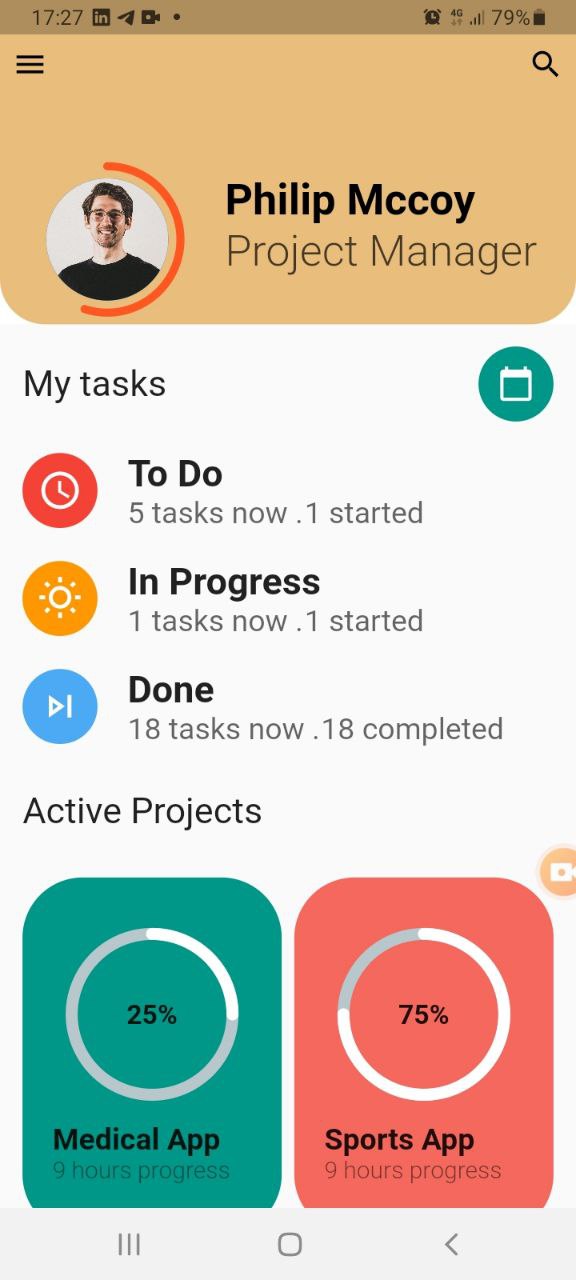 17:27 in 4G 79%
Philip Mccoy
Project Manager
My tasks
To Do
5 tasks now .1 started
In Progress
1 tasks now .1 started
Done
18 tasks now .18 completed
Active Projects
25% 75%
Medical App Sports App
9 hours progress 9 hours progress